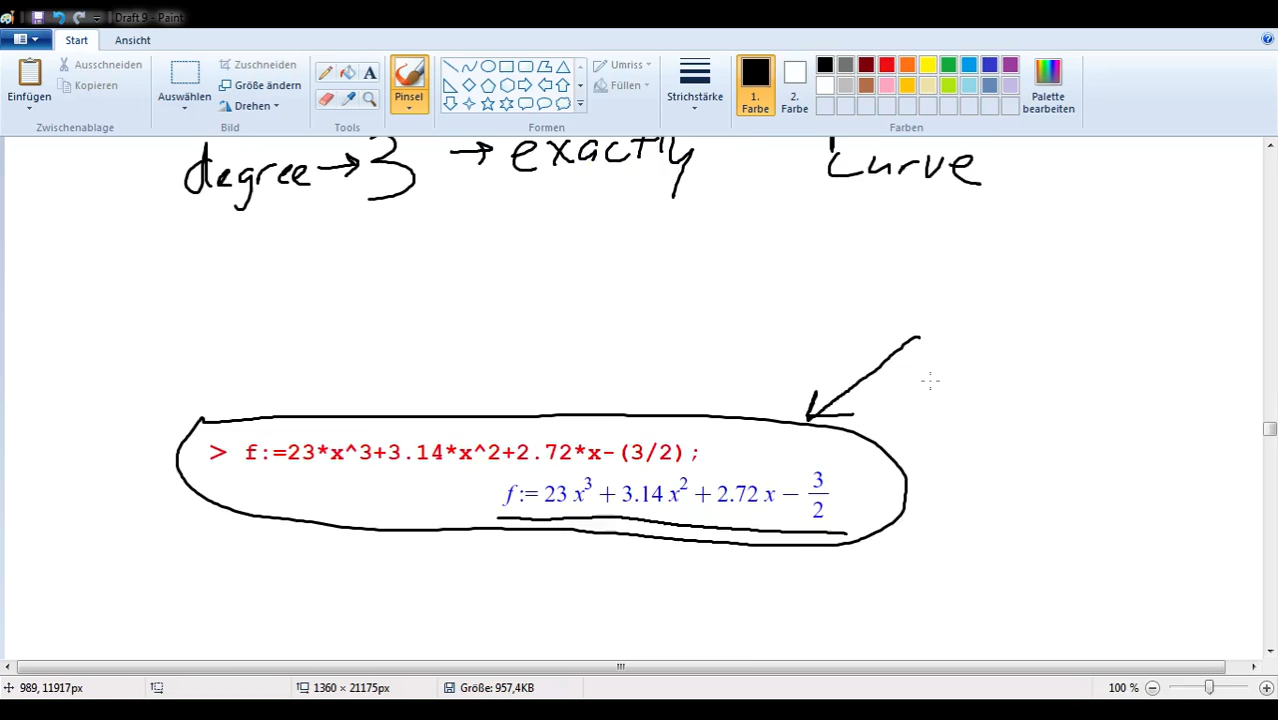 Draft 9 - Paint
Start Ansicht
Einfügen
Ausschneiden
Kopieren
Zwischenablage
Auswählen
Zuschneiden
Größe ändern
Drehen
Bild
A
Tools
Pinsel
Umriss
Füllen
Formen
Strichstärke
1.
Farbe
2.
Farbe
Palette
bearbeiten
Farben
degree → 3 → exactly curve
> f:=23*x^3+3.14*x^2+2.72*x-(3/2);
f := 23 x³ + 3.14 x² + 2.72 x − 3/2
989, 11917px 1360 × 21175px Größe: 957,4KB 100 %